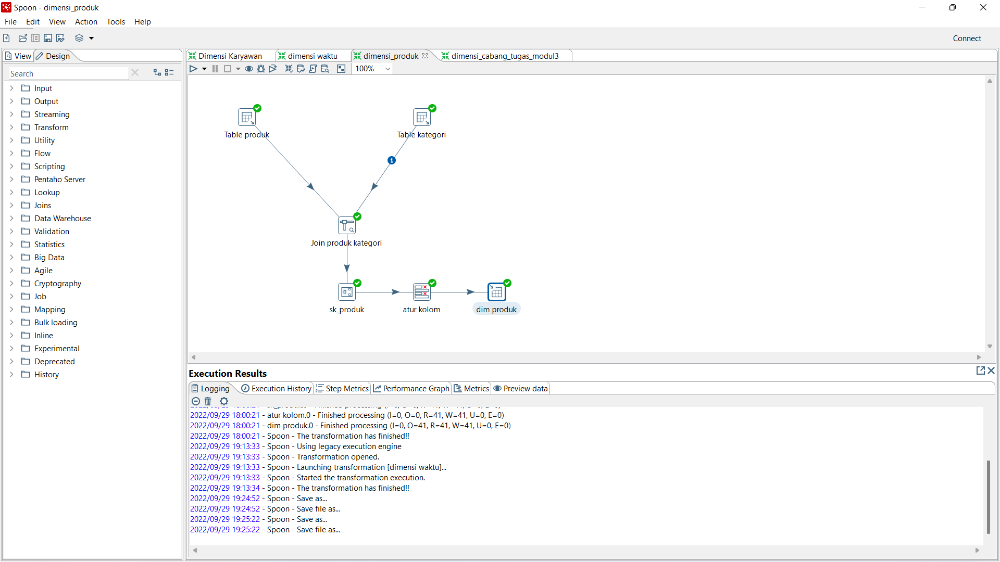 Spoon - dimensi_produk
File Edit View Action Tools Help
Connect
View Design
Search
Input
Output
Streaming
Transform
Utility
Flow
Scripting
Pentaho Server
Lookup
Joins
Data Warehouse
Validation
Statistics
Big Data
Agile
Cryptography
Job
Mapping
Bulk loading
Inline
Experimental
Deprecated
History
Dimensi Karyawan dimensi waktu dimensi_produk dimensi_cabang_tugas_modul3
100%
Table produk Table kategori
Join produk kategori
sk_produk atur kolom dim produk
Execution Results
Logging Execution History Step Metrics Performance Graph Metrics Preview data
2022/09/29 18:00:21 - atur kolom.0 - Finished processing (I=0, O=0, R=41, W=41, U=0, E=0)
2022/09/29 18:00:21 - dim produk.0 - Finished processing (I=0, O=41, R=41, W=41, U=0, E=0)
2022/09/29 18:00:21 - Spoon - The transformation has finished!!
2022/09/29 19:13:33 - Spoon - Using legacy execution engine
2022/09/29 19:13:33 - Spoon - Transformation opened.
2022/09/29 19:13:33 - Spoon - Launching transformation [dimensi waktu]...
2022/09/29 19:13:33 - Spoon - Started the transformation execution.
2022/09/29 19:13:34 - Spoon - The transformation has finished!!
2022/09/29 19:24:52 - Spoon - Save as...
2022/09/29 19:24:52 - Spoon - Save file as...
2022/09/29 19:25:22 - Spoon - Save as...
2022/09/29 19:25:22 - Spoon - Save file as...